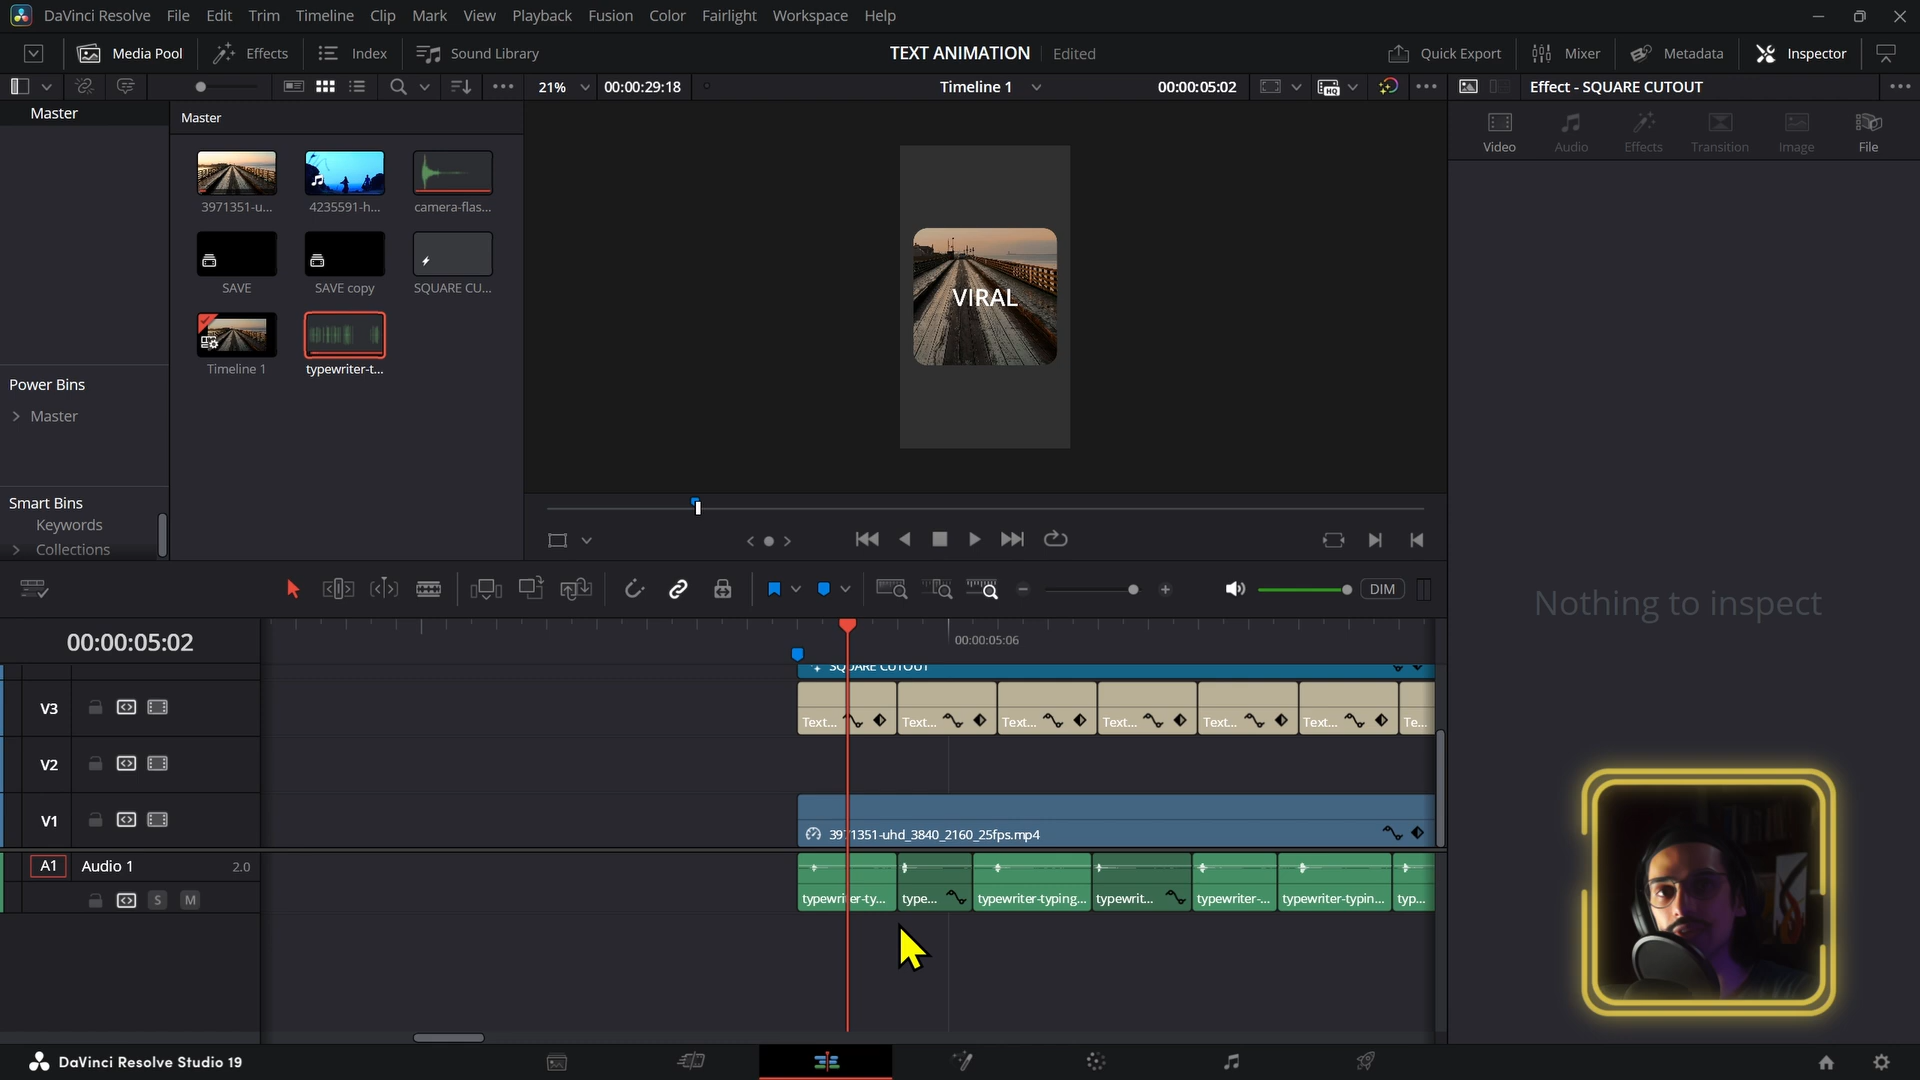 DaVinci Resolve File Edit Trim Timeline Clip Mark View Playback Fusion Color Fairlight Workspace Help
Media Pool Effects Index Sound Library TEXT ANIMATION Edited Quick Export Mixer Metadata Inspector
21% 00:00:29:18 Timeline 1 00:00:05:02 HQ Effect - SQUARE CUTOUT
Master Master
Video Audio Effects Transition Image File
3971351-u... 4235591-h... camera-flas...
SAVE SAVE copy SQUARE CU...
VIRAL
Timeline 1 typewriter-t...
Power Bins
Master
Smart Bins
Keywords
Collections
DIM
Nothing to inspect
00:00:05:02 00:00:05:06
SQUARE CUTOUT
V3 Text... Text... Text... Text... Text... Text... Te...
V2
V1 3971351-uhd_3840_2160_25fps.mp4
A1 Audio 1 2.0
S M typewriter-ty... type... typewriter-typing... typewrit... typewriter-... typewriter-typin... typ...
DaVinci Resolve Studio 19